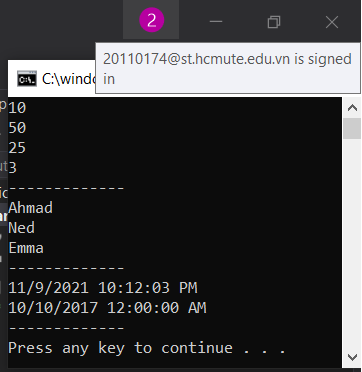 2
20110174@st.hcmute.edu.vn is signed
in
C:\windo
10
50
25
3
-------------
Ahmad
Ned
Emma
-------------
11/9/2021 10:12:03 PM
10/10/2017 12:00:00 AM
-------------
Press any key to continue . . .